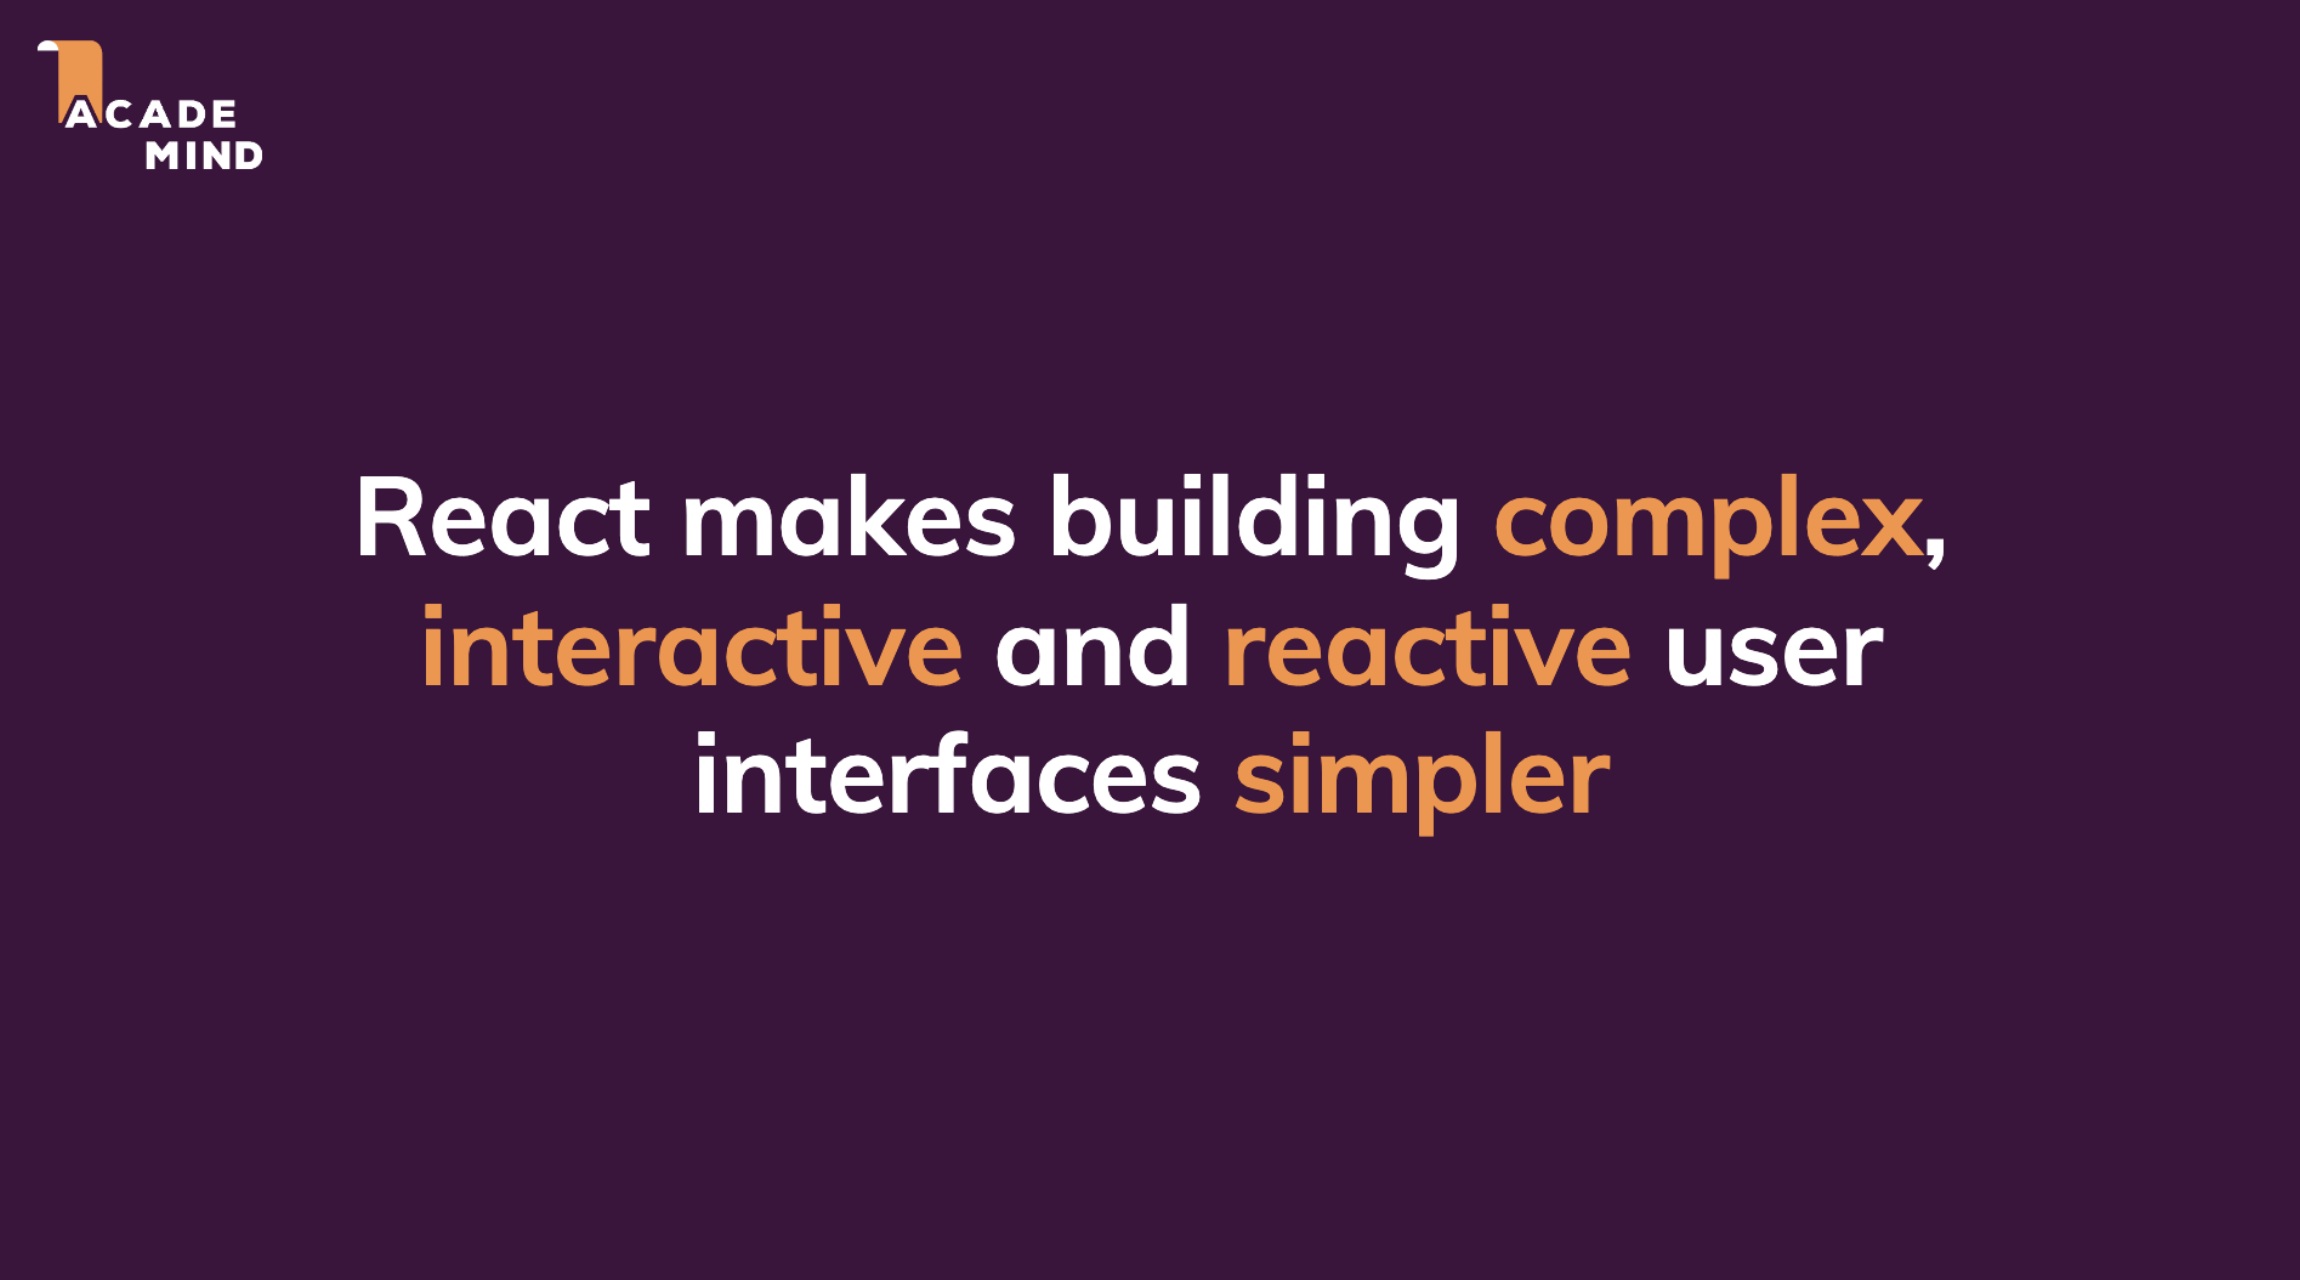 ACADE
MIND
React makes building complex,
interactive and reactive user
interfaces simpler